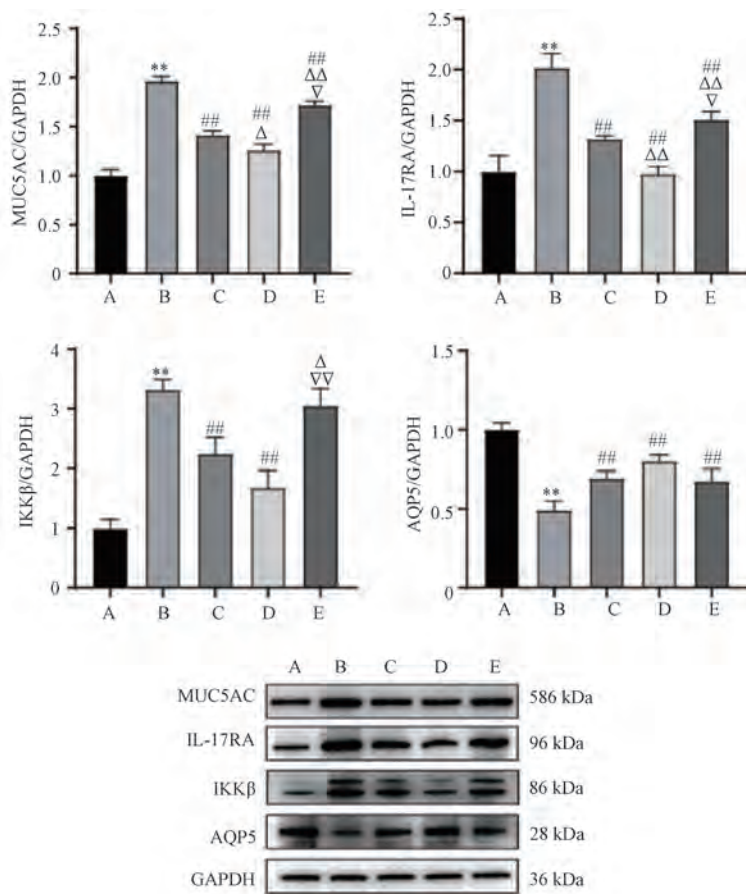 MUC5AC/GAPDH
2.5
2.0
1.5
1.0
0.5
0
**
##
##
Δ
##
ΔΔ
∇
A B C D E
IL-17RA/GAPDH
2.5
2.0
1.5
1.0
0.5
0
**
##
##
ΔΔ
##
ΔΔ
∇
A B C D E
IKKβ/GAPDH
4
3
2
1
0
**
##
##
Δ
∇∇
A B C D E
AQP5/GAPDH
1.5
1.0
0.5
0
**
##
##
##
A B C D E
A B C D E
MUC5AC 586 kDa
IL-17RA 96 kDa
IKKβ 86 kDa
AQP5 28 kDa
GAPDH 36 kDa